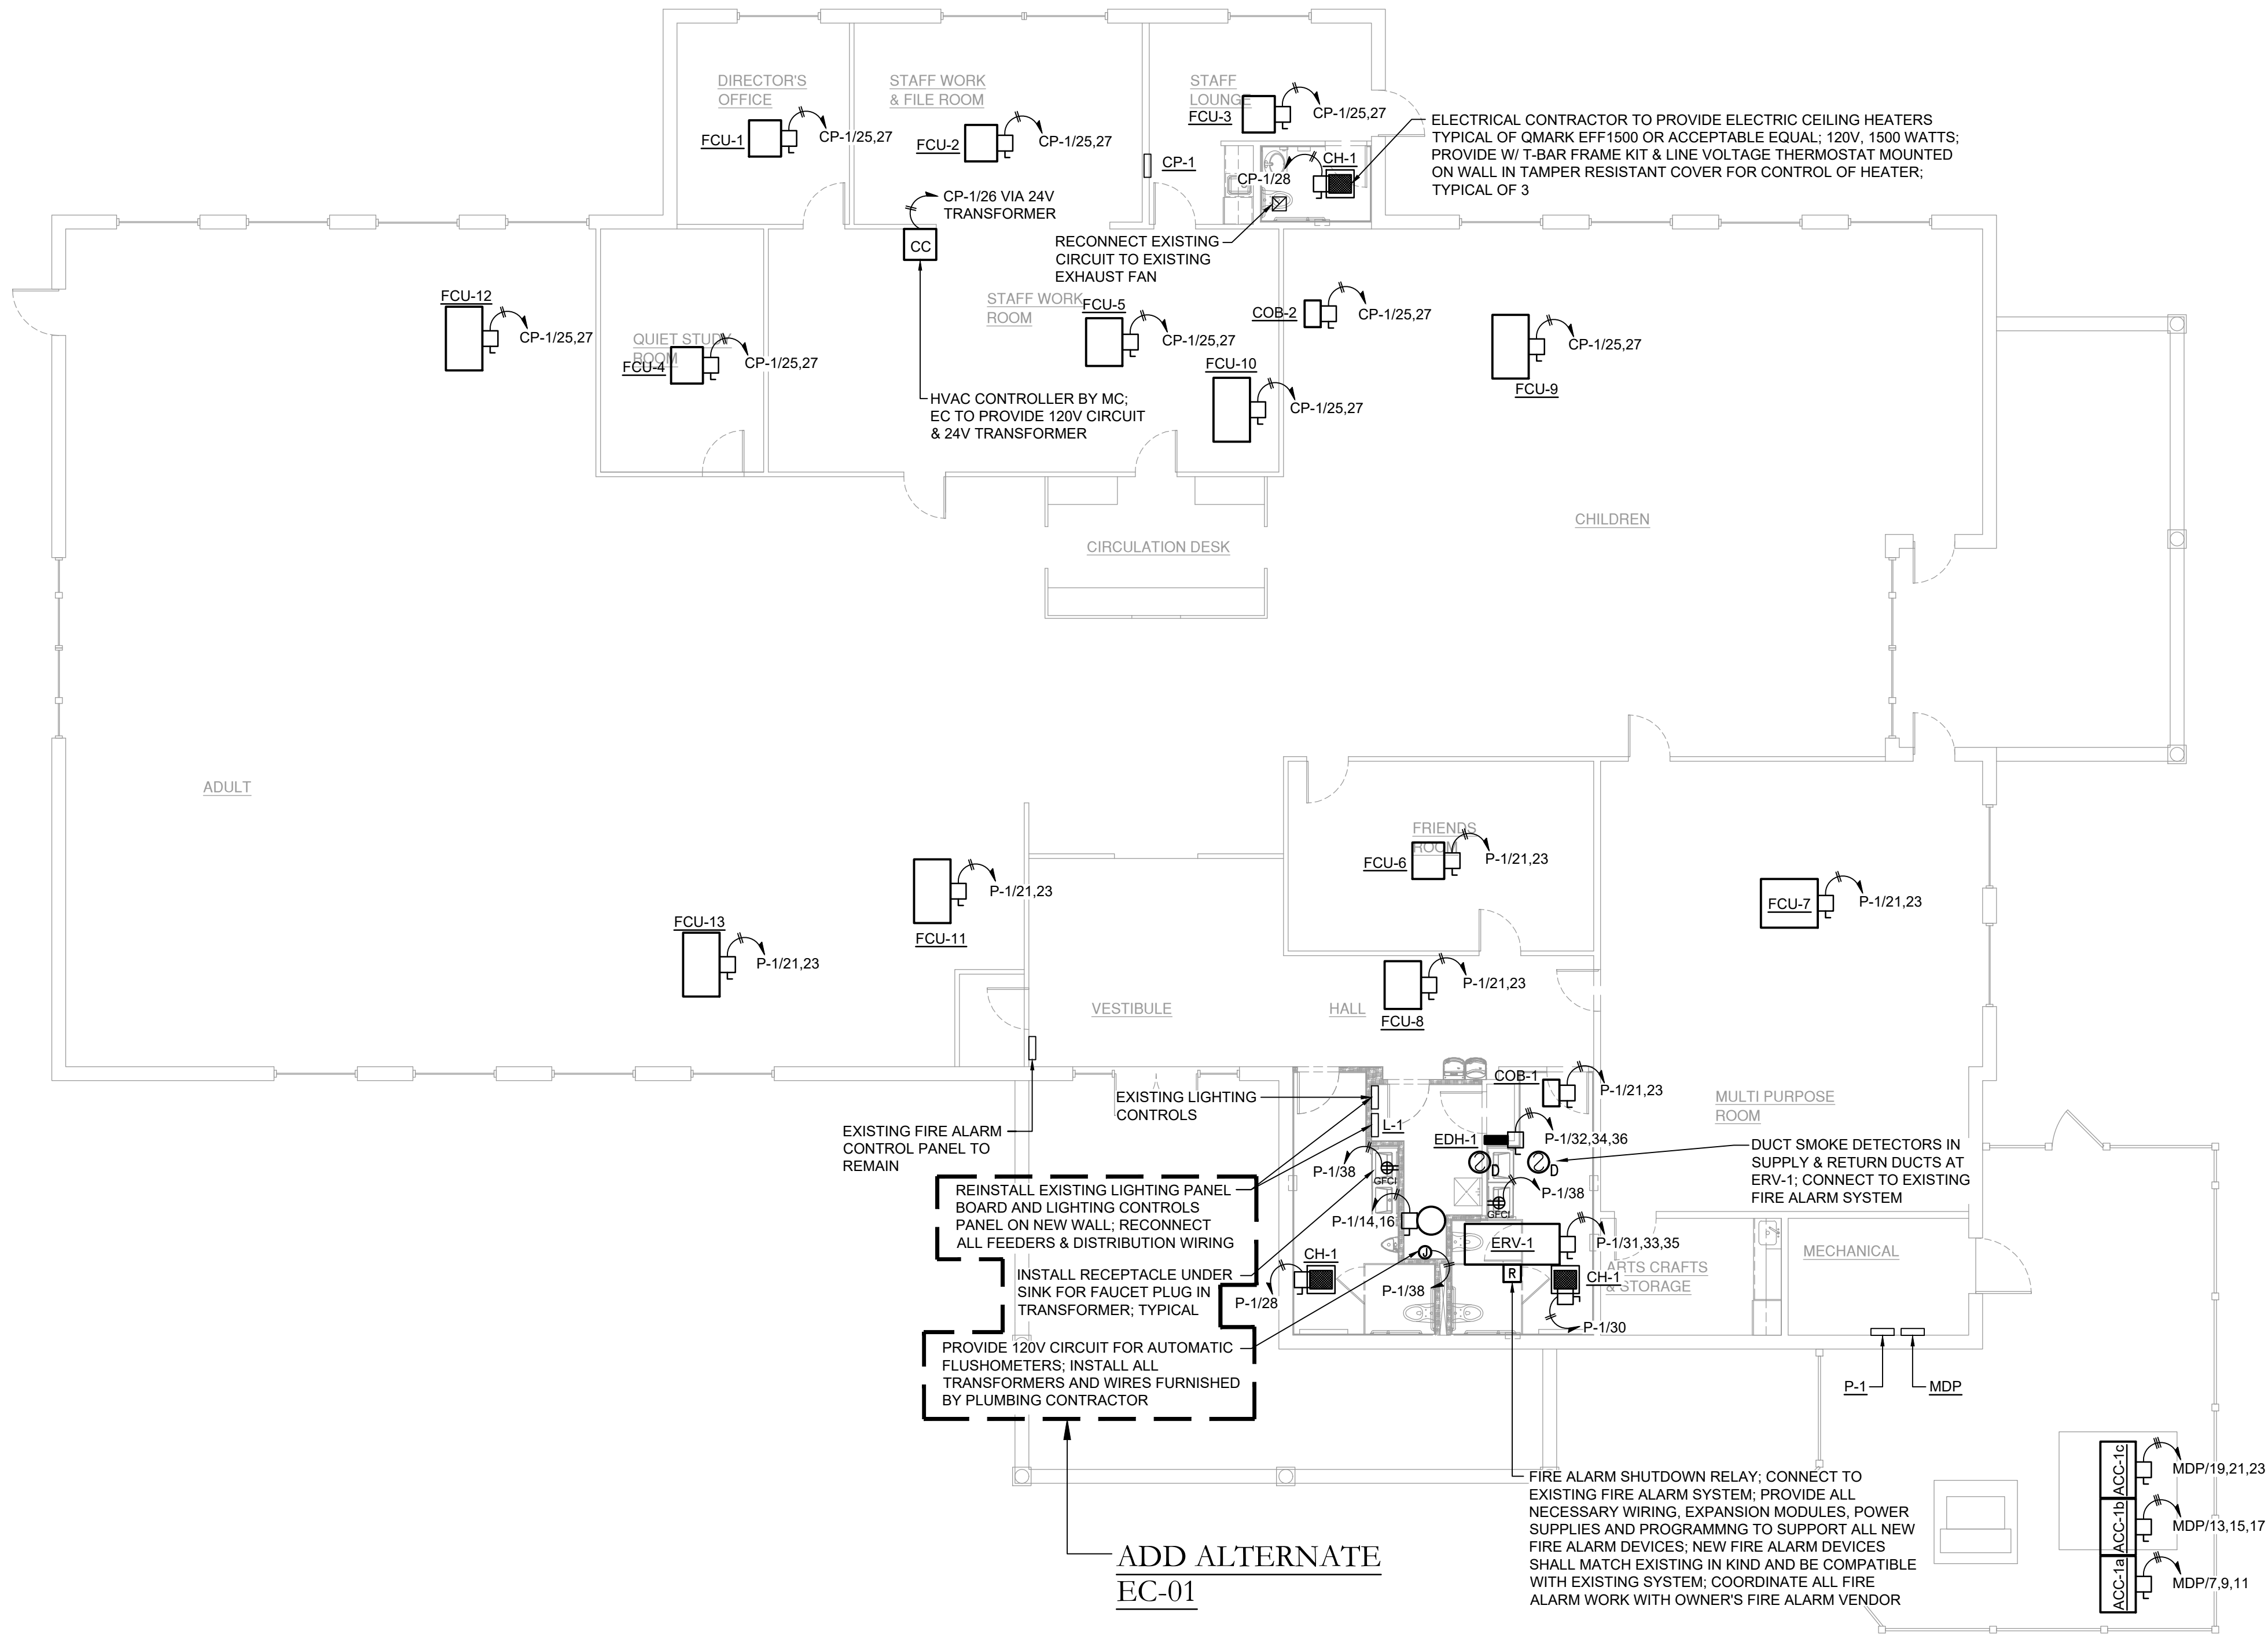 DIRECTOR'S
OFFICE
FCU-1
CP-1/25,27
STAFF WORK
& FILE ROOM
FCU-2
CP-1/25,27
STAFF
LOUNGE
FCU-3
CP-1/25,27
CP-1
CH-1
CP-1/28
ELECTRICAL CONTRACTOR TO PROVIDE ELECTRIC CEILING HEATERS
TYPICAL OF QMARK EFF1500 OR ACCEPTABLE EQUAL; 120V, 1500 WATTS;
PROVIDE W/ T-BAR FRAME KIT & LINE VOLTAGE THERMOSTAT MOUNTED
ON WALL IN TAMPER RESISTANT COVER FOR CONTROL OF HEATER;
TYPICAL OF 3
CP-1/26 VIA 24V
TRANSFORMER
CC
RECONNECT EXISTING
CIRCUIT TO EXISTING
EXHAUST FAN
FCU-12
CP-1/25,27
QUIET STUDY
ROOM
FCU-4
CP-1/25,27
STAFF WORK
ROOM
FCU-5
CP-1/25,27
COB-2
CP-1/25,27
FCU-10
CP-1/25,27
FCU-9
CP-1/25,27
HVAC CONTROLLER BY MC;
EC TO PROVIDE 120V CIRCUIT
& 24V TRANSFORMER
CHILDREN
CIRCULATION DESK
ADULT
FRIENDS
ROOM
FCU-6
P-1/21,23
FCU-7
P-1/21,23
FCU-11
P-1/21,23
FCU-13
P-1/21,23
VESTIBULE
HALL
FCU-8
P-1/21,23
EXISTING LIGHTING
CONTROLS
L-1
COB-1
P-1/21,23
EDH-1
P-1/32,34,36
MULTI PURPOSE
ROOM
EXISTING FIRE ALARM
CONTROL PANEL TO
REMAIN
DUCT SMOKE DETECTORS IN
SUPPLY & RETURN DUCTS AT
ERV-1; CONNECT TO EXISTING
FIRE ALARM SYSTEM
D
D
P-1/38
GFCI
P-1/38
GFCI
P-1/14,16
REINSTALL EXISTING LIGHTING PANEL
BOARD AND LIGHTING CONTROLS
PANEL ON NEW WALL; RECONNECT
ALL FEEDERS & DISTRIBUTION WIRING
ERV-1
P-1/31,33,35
J
P-1/38
R
CH-1
P-1/28
CH-1
P-1/30
ARTS CRAFTS
& STORAGE
MECHANICAL
INSTALL RECEPTACLE UNDER
SINK FOR FAUCET PLUG IN
TRANSFORMER; TYPICAL
PROVIDE 120V CIRCUIT FOR AUTOMATIC
FLUSHOMETERS; INSTALL ALL
TRANSFORMERS AND WIRES FURNISHED
BY PLUMBING CONTRACTOR
P-1
MDP
ADD ALTERNATE
EC-01
FIRE ALARM SHUTDOWN RELAY; CONNECT TO
EXISTING FIRE ALARM SYSTEM; PROVIDE ALL
NECESSARY WIRING, EXPANSION MODULES, POWER
SUPPLIES AND PROGRAMMNG TO SUPPORT ALL NEW
FIRE ALARM DEVICES; NEW FIRE ALARM DEVICES
SHALL MATCH EXISTING IN KIND AND BE COMPATIBLE
WITH EXISTING SYSTEM; COORDINATE ALL FIRE
ALARM WORK WITH OWNER'S FIRE ALARM VENDOR
ACC-1c
MDP/19,21,23
ACC-1b
MDP/13,15,17
ACC-1a
MDP/7,9,11